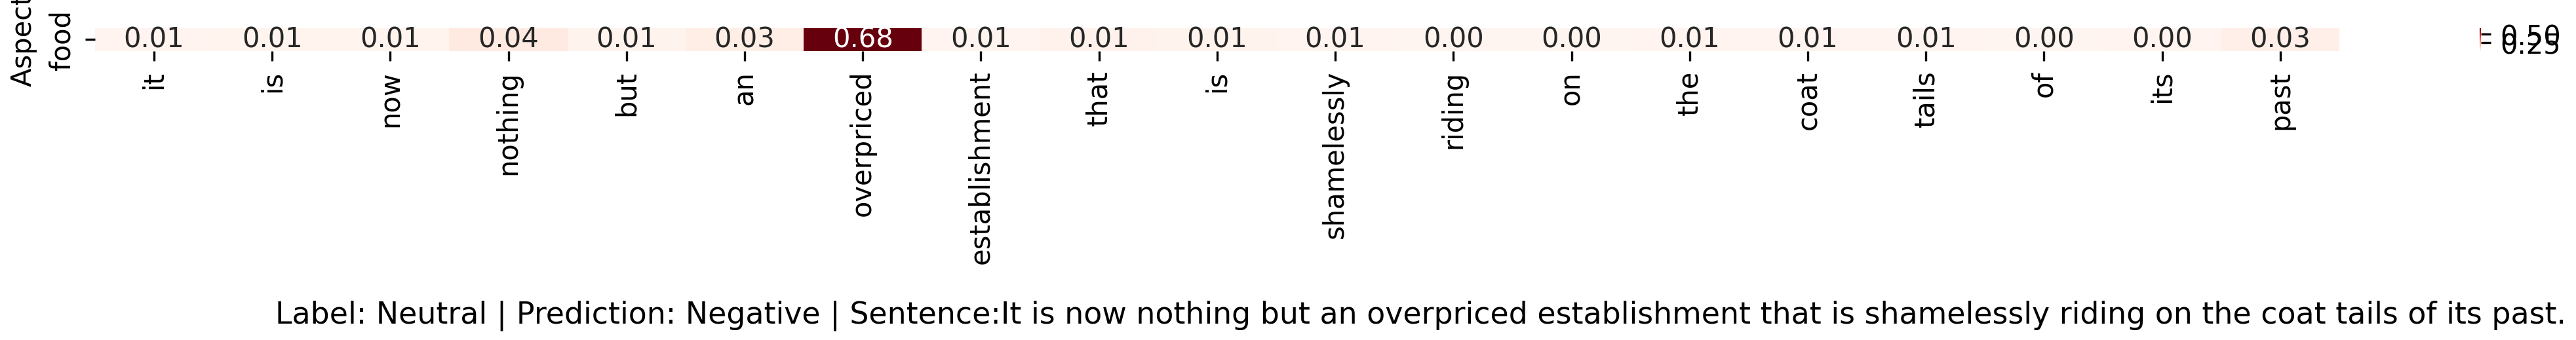 Aspect
food
0.01 0.01 0.01 0.04 0.01 0.03 0.68 0.01 0.01 0.01 0.01 0.00 0.00 0.01 0.01 0.01 0.00 0.00 0.03
0.50
0.25
it is now nothing but an overpriced establishment that is shamelessly riding on the coat tails of its past
Label: Neutral | Prediction: Negative | Sentence:It is now nothing but an overpriced establishment that is shamelessly riding on the coat tails of its past.